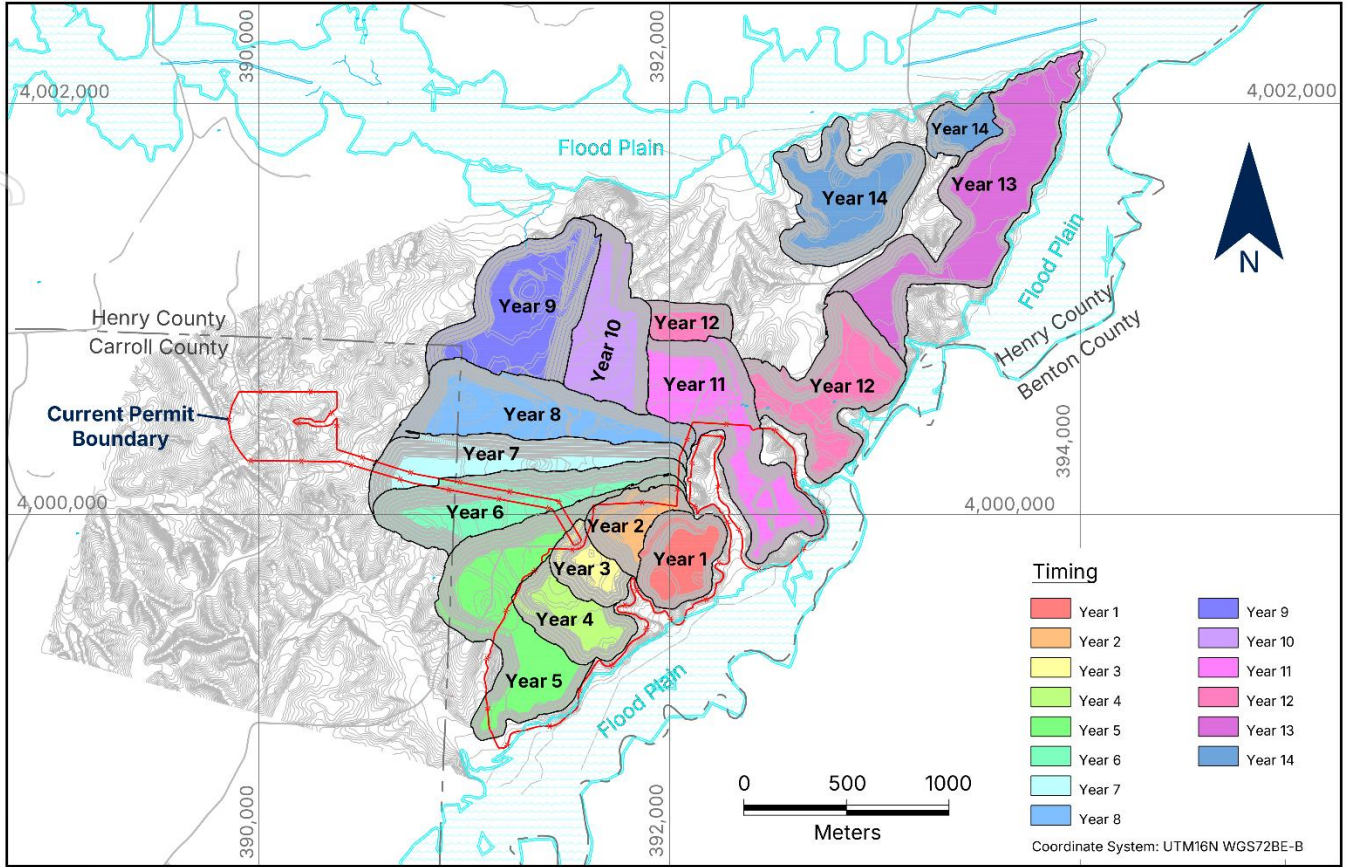 390,000
392,000
4,002,000
4,002,000
Flood Plain
Year 14
Year 13
Year 14
N
Flood Plain
Year 9
Henry County
Carroll County
Year 12
Year 10
Henry County
Benton County
Year 11
Year 12
Current Permit
Boundary
Year 8
394,000
Year 7
4,000,000
4,000,000
Year 6
Year 2
Year 1
Year 3
Year 4
Year 5
Flood Plain
Timing
Year 1
Year 2
Year 3
Year 4
Year 5
Year 6
Year 7
Year 8
Year 9
Year 10
Year 11
Year 12
Year 13
Year 14
0 500 1000
Meters
390,000
392,000
Coordinate System: UTM16N WGS72BE-B